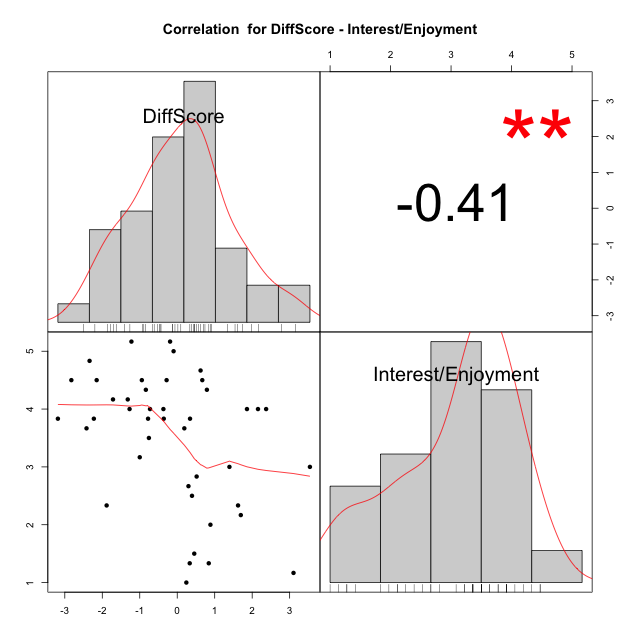 Correlation  for DiffScore - Interest/Enjoyment
1 2 3 4 5
DiffScore
**
-0.41
3
2
1
0
-1
-2
-3
Interest/Enjoyment
5
4
3
2
1
-3 -2 -1 0 1 2 3